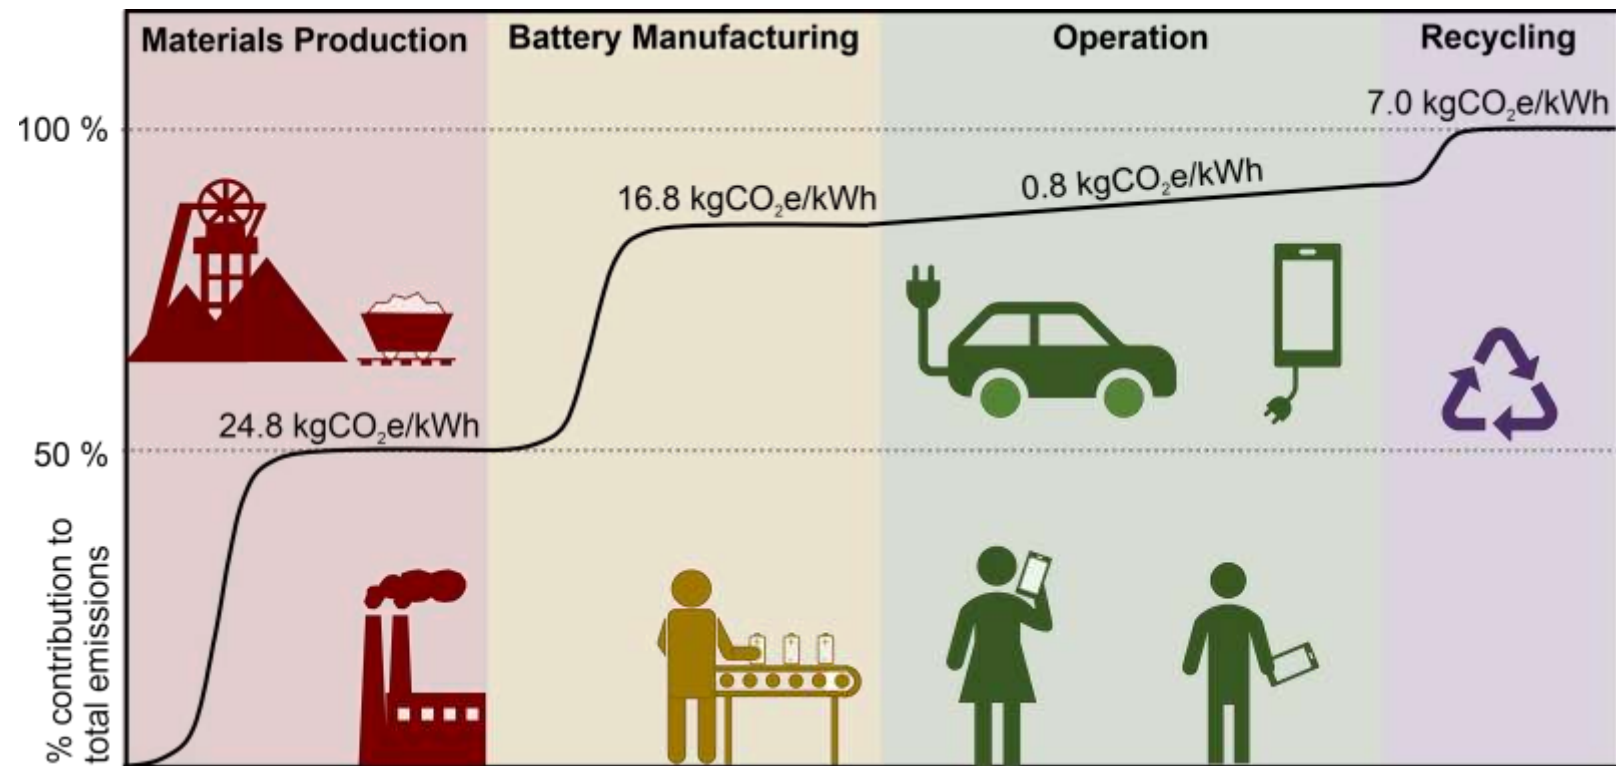 Materials Production
Battery Manufacturing
Operation
Recycling
7.0 kgCO₂e/kWh
100 %
0.8 kgCO₂e/kWh
16.8 kgCO₂e/kWh
24.8 kgCO₂e/kWh
50 %
% contribution to
total emissions